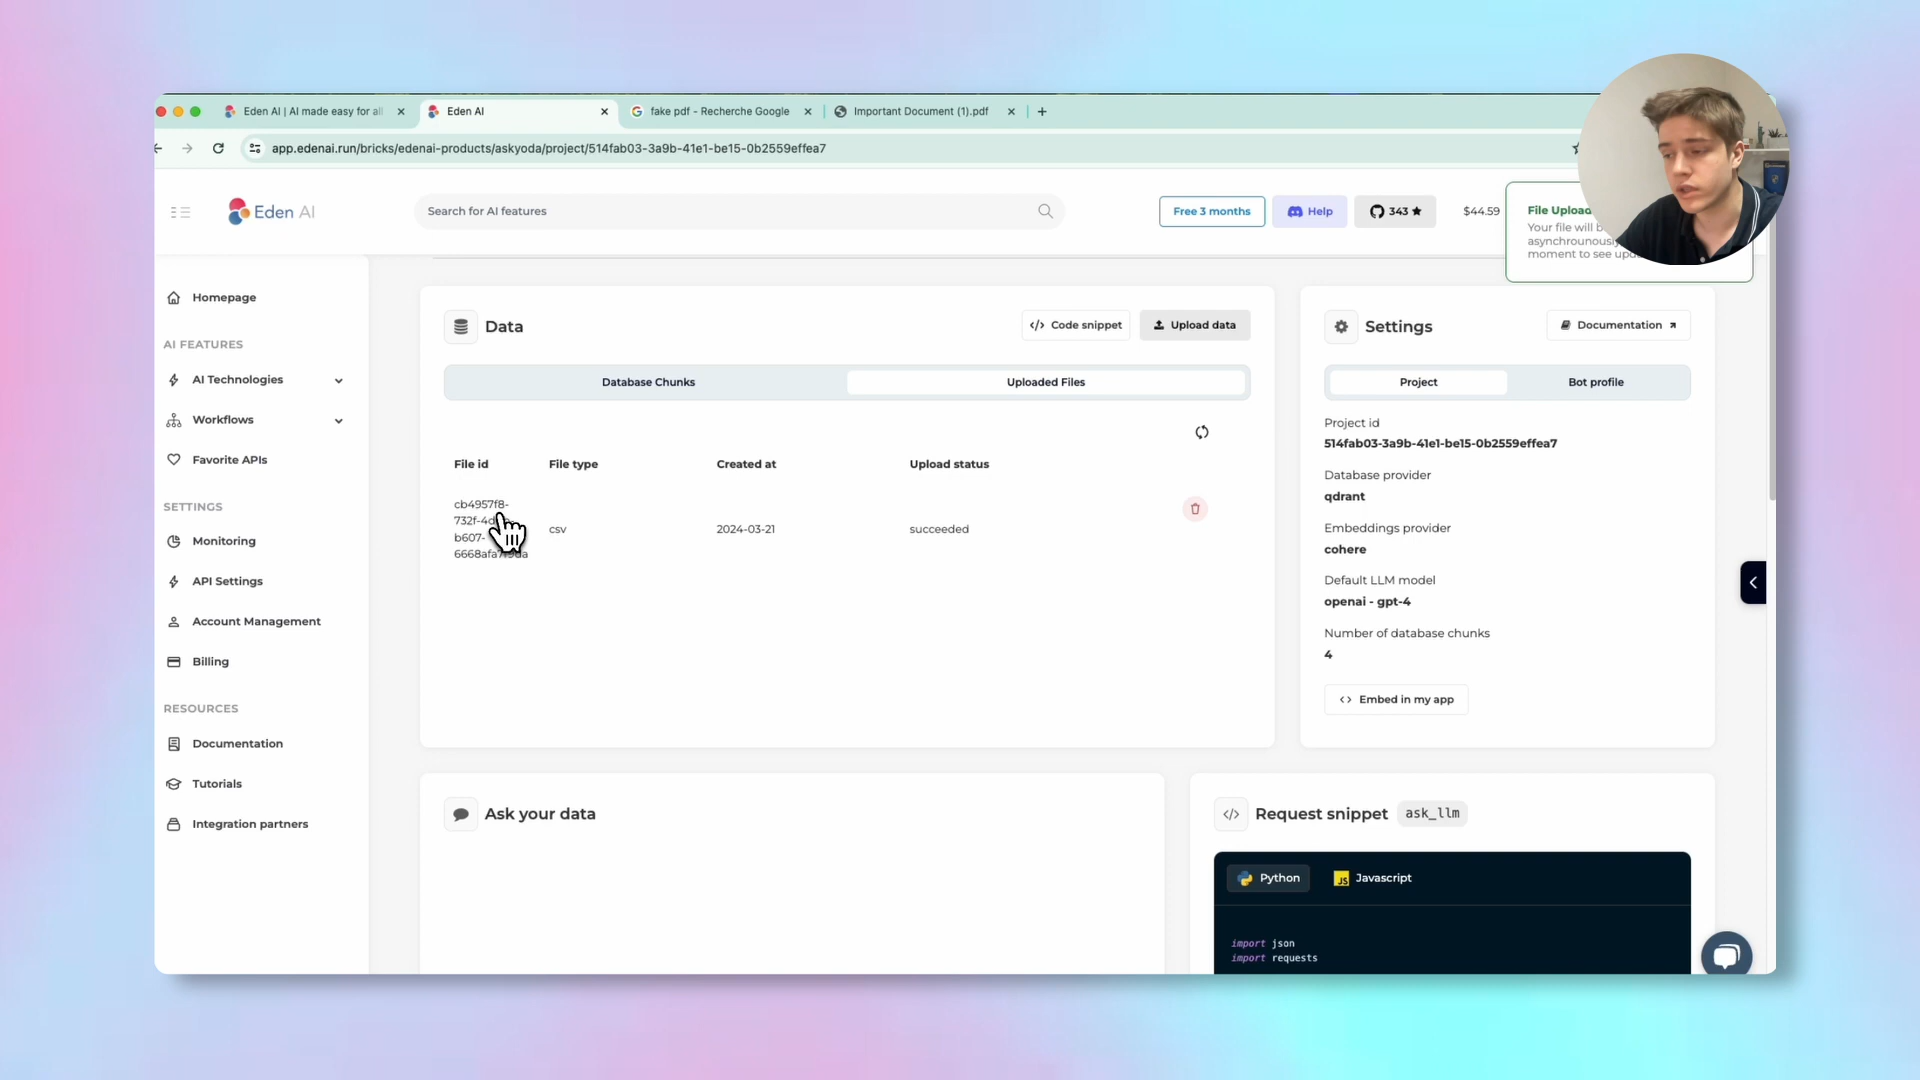 Eden AI | AI made easy for all
Eden AI
fake pdf - Recherche Google
Important Document (1).pdf
app.edenai.run/bricks/edenai-products/askyoda/project/514fab03-3a9b-41e1-be15-0b2559effea7
Eden AI
Search for AI features
Free 3 months
Help
343
$44.59
File Upload
Your file will b
asynchrounously
moment to see upd
Homepage
AI FEATURES
AI Technologies
Workflows
Favorite APIs
SETTINGS
Monitoring
API Settings
Account Management
Billing
RESOURCES
Documentation
Tutorials
Integration partners
Data
</> Code snippet
Upload data
Database Chunks
Uploaded Files
File id
File type
Created at
Upload status
cb4957f8-
b607-
csv
2024-03-21
succeeded
Settings
Documentation
Project
Bot profile
Project id
514fab03-3a9b-41e1-be15-0b2559effea7
Database provider
qdrant
Embeddings provider
cohere
Default LLM model
openai - gpt-4
Number of database chunks
4
<> Embed in my app
Ask your data
</> Request snippet ask_llm
Python
JS Javascript
import json
import requests